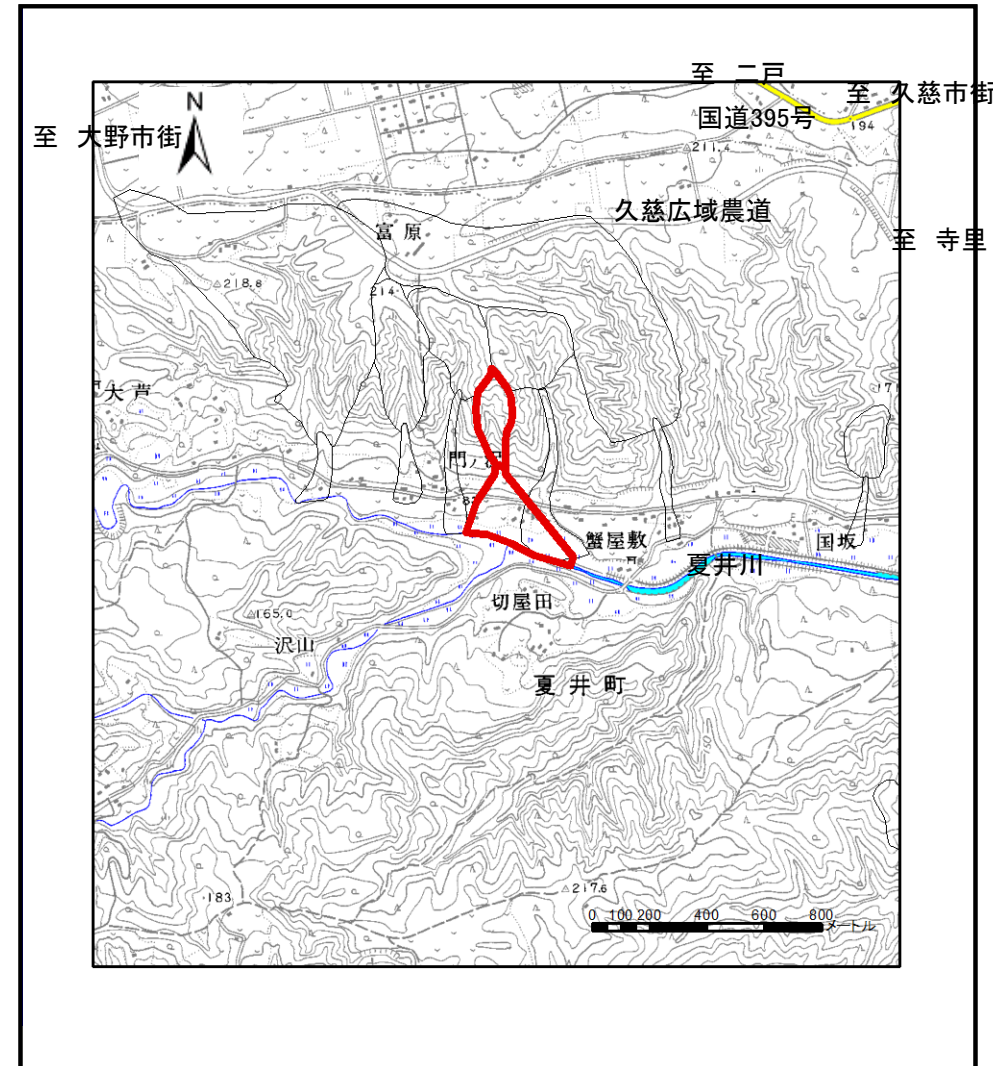 至 二戸
至 久慈市街
N
国道395号
194
至 大野市街
211.4
久慈広域農道
富原
至 寺里
218.8
214
17
大芦
門ノ沢
蟹屋敷
国坂
夏井川
切屋田
165.0
沢山
夏井町
217.6
183
0 100 200 400 600 800
メートル